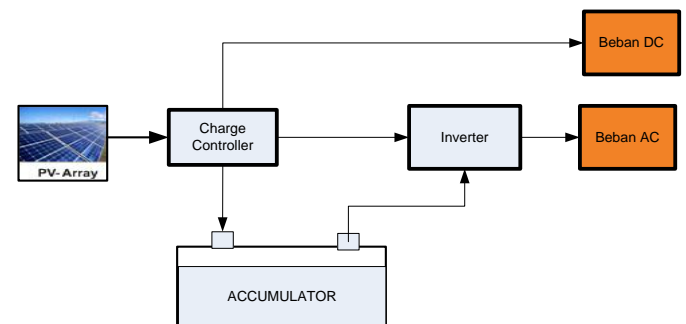 Beban DC
PV-Array
Charge
Controller
Inverter
Beban AC
ACCUMULATOR